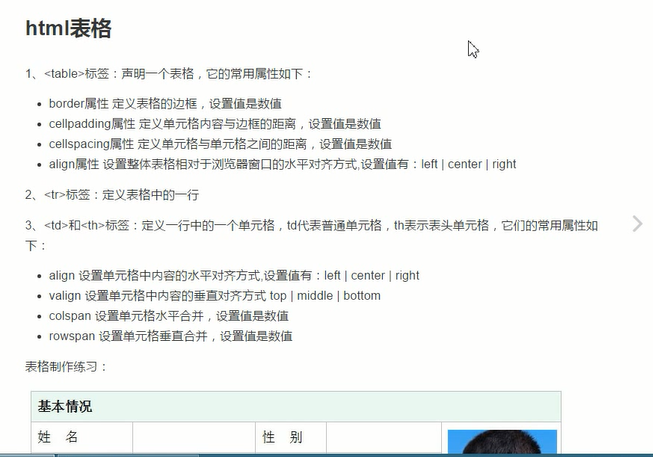 html表格
1、<table>标签：声明一个表格，它的常用属性如下：
• border属性 定义表格的边框，设置值是数值
• cellpadding属性 定义单元格内容与边框的距离，设置值是数值
• cellspacing属性 定义单元格与单元格之间的距离，设置值是数值
• align属性 设置整体表格相对于浏览器窗口的水平对齐方式,设置值有：left | center | right
2、<tr>标签：定义表格中的一行
3、<td>和<th>标签：定义一行中的一个单元格，td代表普通单元格，th表示表头单元格，它们的常用属性如
下：
• align 设置单元格中内容的水平对齐方式,设置值有：left | center | right
• valign 设置单元格中内容的垂直对齐方式 top | middle | bottom
• colspan 设置单元格水平合并，设置值是数值
• rowspan 设置单元格垂直合并，设置值是数值
表格制作练习：
基本情况
姓 名 性 别